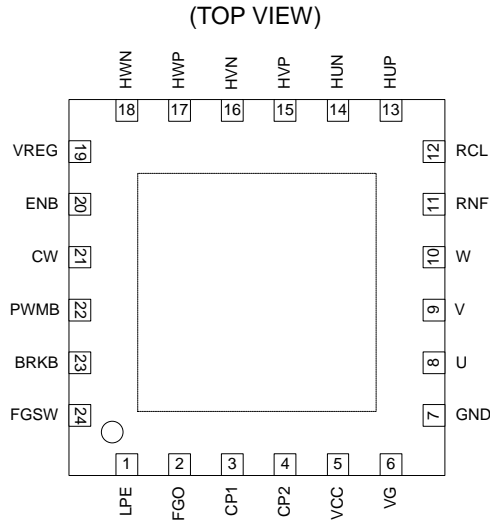 (TOP VIEW)
HWN HWP HVN HVP HUN HUP
18 17 16 15 14 13
VREG 19 12 RCL
ENB 20 11 RNF
CW 21 10 W
PWMB 22 9 V
BRKB 23 8 U
FGSW 24 7 GND
1 2 3 4 5 6
LPE FGO CP1 CP2 VCC VG